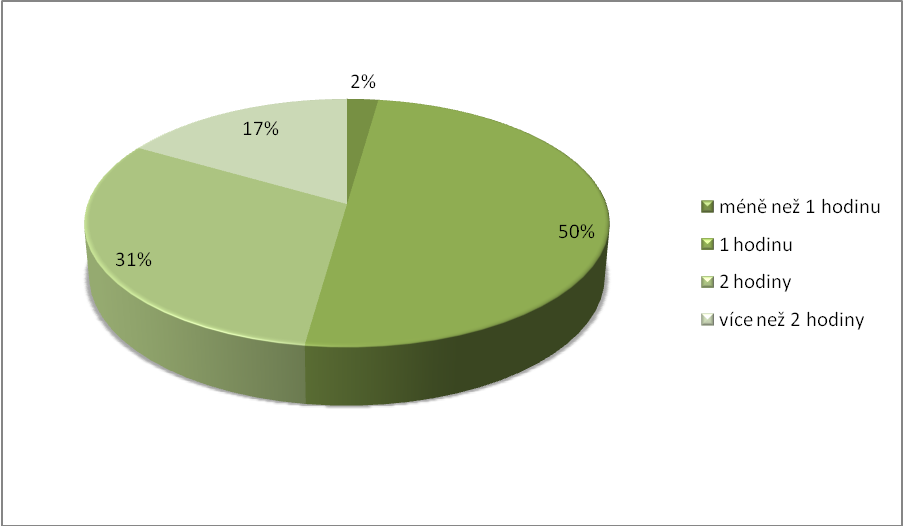 2%
17%
50%
31%
méně než 1 hodinu
1 hodinu
2 hodiny
více než 2 hodiny